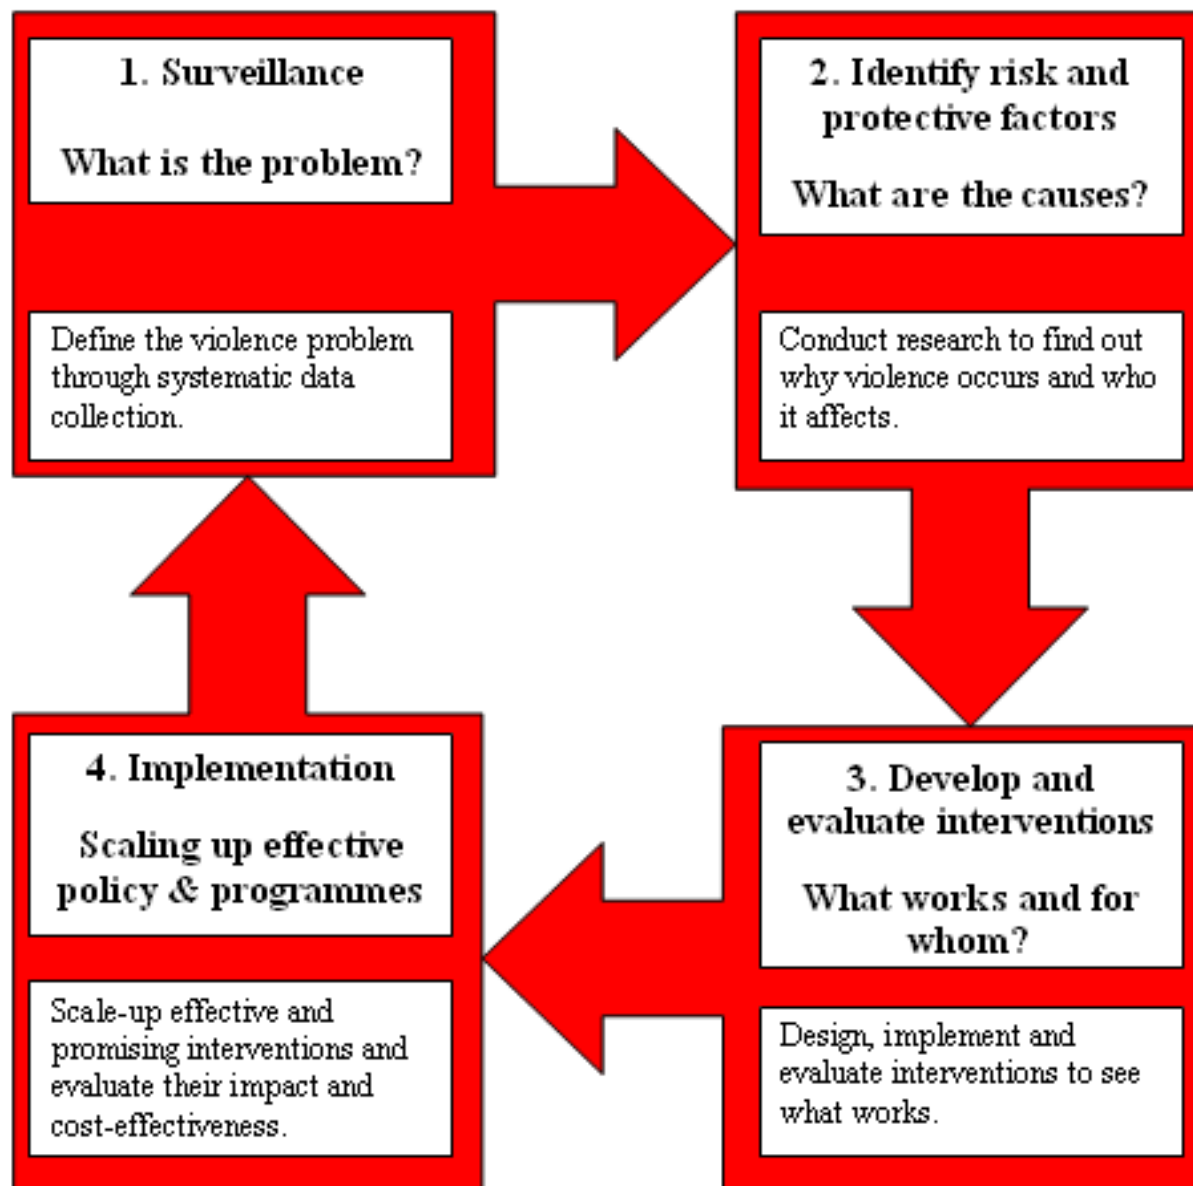 1. Surveillance
What is the problem?
Define the violence problem
through systematic data
collection.
2. Identify risk and
protective factors
What are the causes?
Conduct research to find out
why violence occurs and who
it affects.
3. Develop and
evaluate interventions
What works and for
whom?
Design, implement and
evaluate interventions to see
what works.
4. Implementation
Scaling up effective
policy & programmes
Scale-up effective and
promising interventions and
evaluate their impact and
cost-effectiveness.